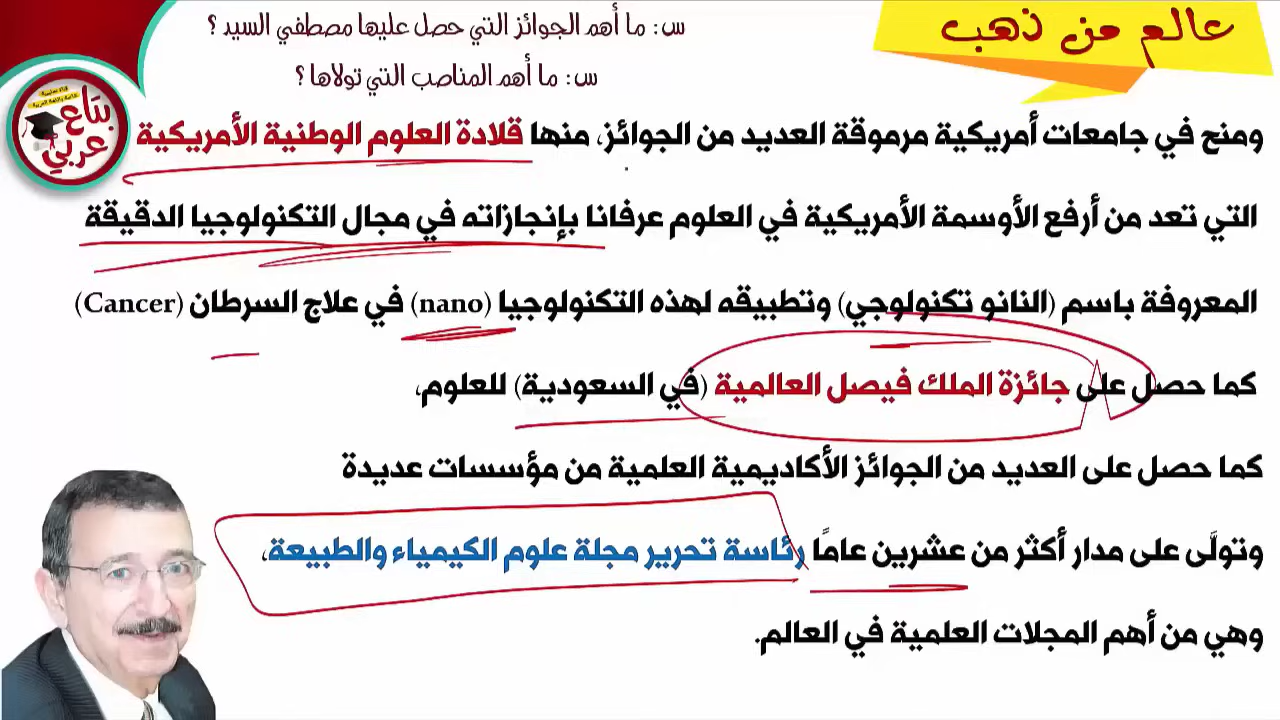 عالم من ذهب
س: ما أهم الجوائز التي حصل عليها مصطفي السيد ؟
س: ما أهم المناصب التي تولاها ؟
بتاع عربي
ومنح في جامعات أمريكية مرموقة العديد من الجوائز، منها قلادة العلوم الوطنية الأمريكية
التي تعد من أرفع الأوسمة الأمريكية في العلوم عرفانا بإنجازاته في مجال التكنولوجيا الدقيقة
المعروفة باسم (النانو تكنولوجي) وتطبيقه لهذه التكنولوجيا (nano) في علاج السرطان (Cancer)
كما حصل على جائزة الملك فيصل العالمية (في السعودية) للعلوم،
كما حصل على العديد من الجوائز الأكاديمية العلمية من مؤسسات عديدة
وتولَّى على مدار أكثر من عشرين عامًا رئاسة تحرير مجلة علوم الكيمياء والطبيعة،
وهي من أهم المجلات العلمية في العالم.